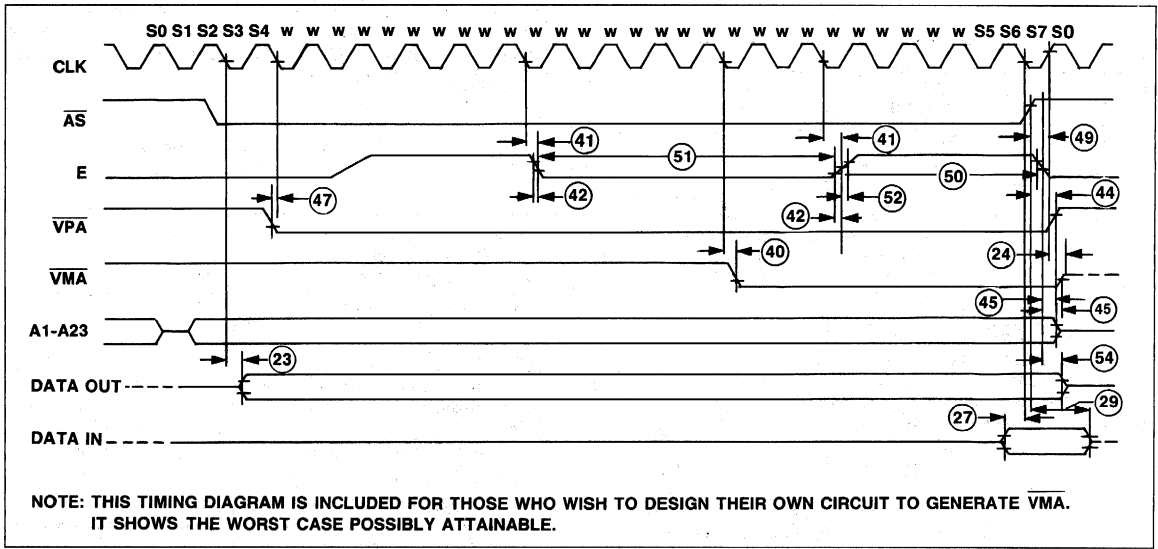 S0 S1 S2 S3 S4 w w w w w w w w w w w w w w w w w w w w w w w w w w w w S5 S6 S7 S0
CLK
AS
41 41 49
E 51
50
47 42 52 44
VPA 42
40 24
VMA
45 45
A1-A23
23 54
DATA OUT
27 29
DATA IN
NOTE: THIS TIMING DIAGRAM IS INCLUDED FOR THOSE WHO WISH TO DESIGN THEIR OWN CIRCUIT TO GENERATE VMA.
IT SHOWS THE WORST CASE POSSIBLY ATTAINABLE.